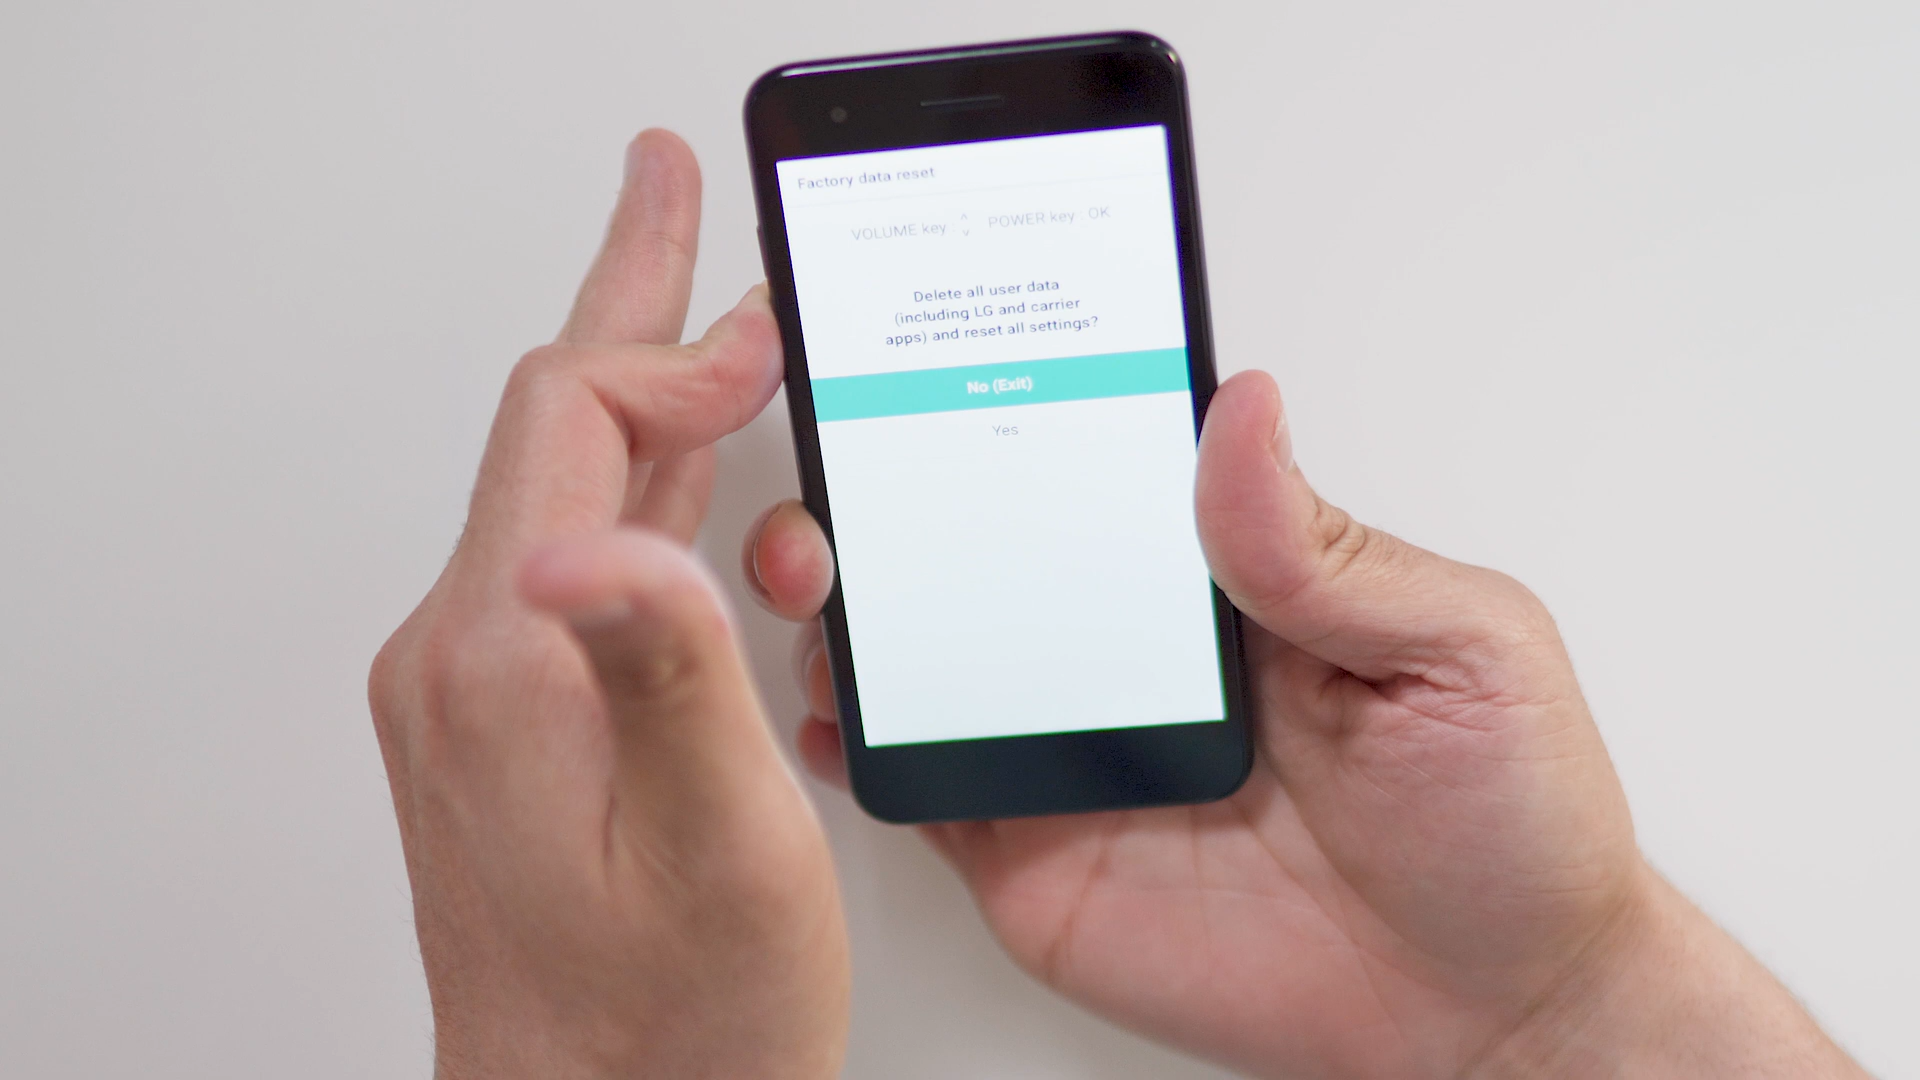 Factory data reset
VOLUME key : ^ v POWER key : OK
Delete all user data
(including LG and carrier
apps) and reset all settings?
No (Exit)
Yes